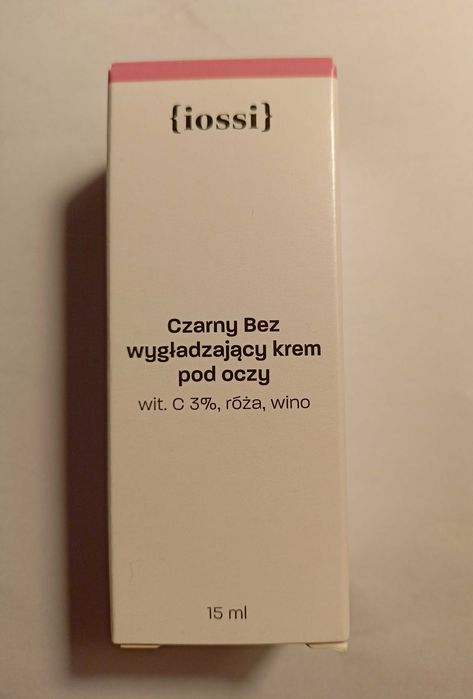 {iossi}
Czarny Bez
wygładzający krem
pod oczy
wit. C 3%, róża, wino
15 ml